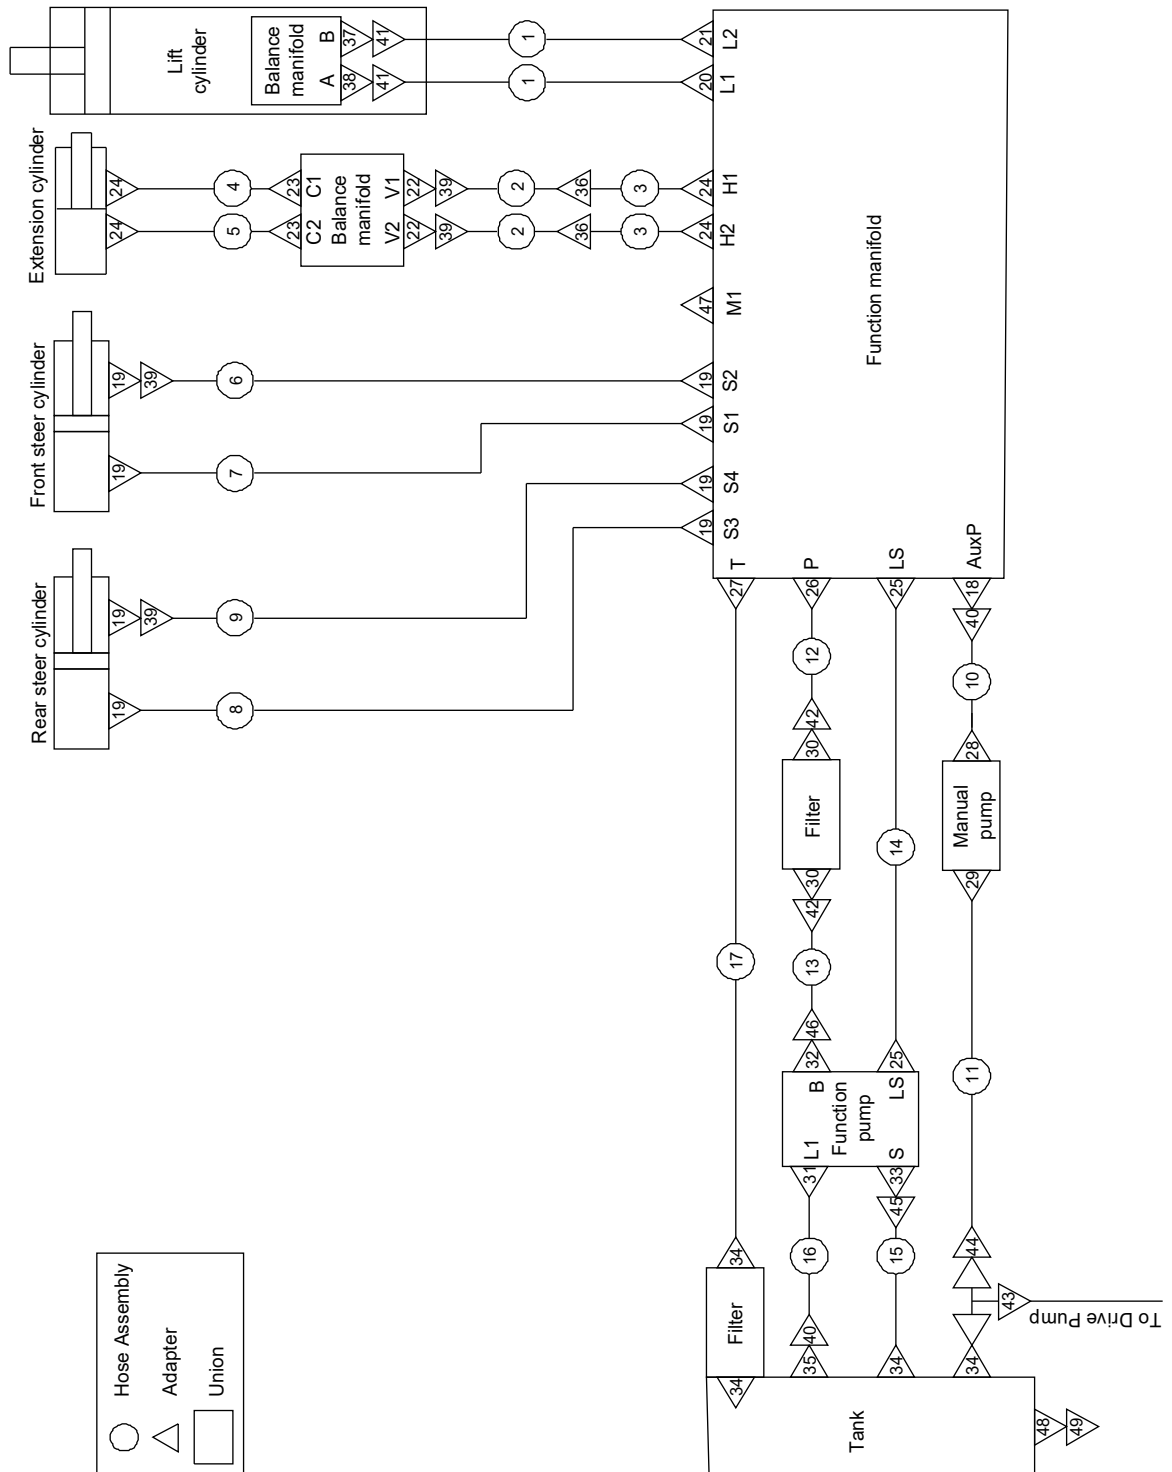 Hose Assembly
Adapter
Union
Rear steer cylinder
19
19
39
8
9
Front steer cylinder
19
19
39
7
6
Extension cylinder
24
24
5
4
23
23
C2
C1
Balance
manifold
V2
V1
22
22
39
39
2
2
36
36
3
3
24
24
H2
H1
Lift
cylinder
Balance
manifold
A
B
38
37
41
41
1
1
20
21
L1
L2
47
M1
19
19
19
19
S3
S4
S1
S2
Function manifold
T
P
LS
AuxP
27
26
25
18
40
12
10
42
30
28
Filter
Manual
pump
30
42
29
14
17
13
46
32
25
11
B
LS
Function
pump
L1
S
31
33
45
34
16
15
44
Filter
40
43
To Drive Pump
34
35
34
34
Tank
48
49